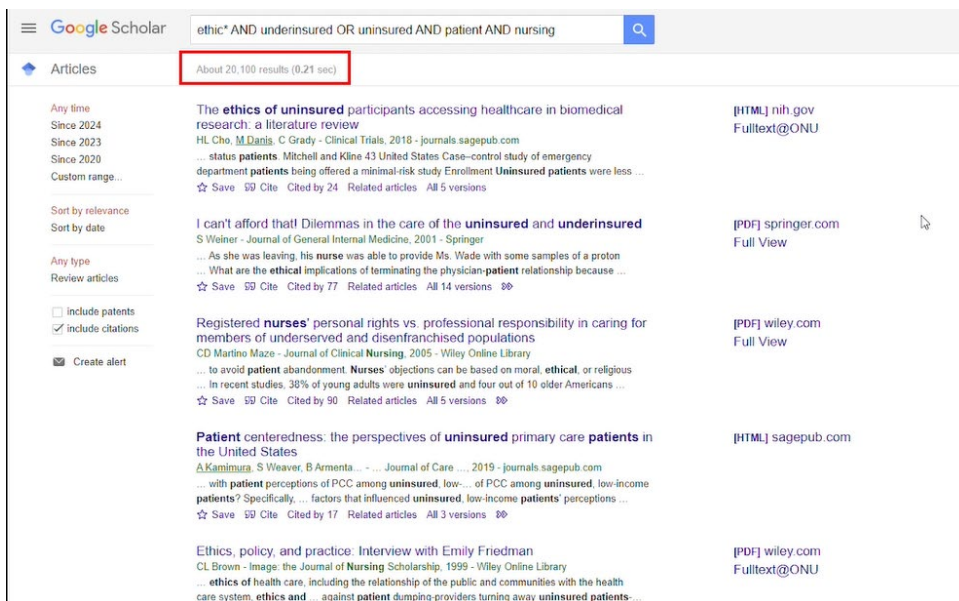 Google Scholar
ethic* AND underinsured OR uninsured AND patient AND nursing
Articles
About 20,100 results (0.21 sec)
Any time
Since 2024
Since 2023
Since 2020
Custom range...
Sort by relevance
Sort by date
Any type
Review articles
include patents
include citations
Create alert
The ethics of uninsured participants accessing healthcare in biomedical
research: a literature review
HL Cho, M Danis, C Grady - Clinical Trials, 2018 - journals.sagepub.com
... status patients. Mitchell and Kline 43 United States Case–control study of emergency
department patients being offered a minimal-risk study Enrollment Uninsured patients were less ...
Save Cite Cited by 24 Related articles All 5 versions
[HTML] nih.gov
Fulltext@ONU
I can't afford that! Dilemmas in the care of the uninsured and underinsured
S Weiner - Journal of General Internal Medicine, 2001 - Springer
... As she was leaving, his nurse was able to provide Ms. Wade with some samples of a proton
... What are the ethical implications of terminating the physician-patient relationship because ...
Save Cite Cited by 77 Related articles All 14 versions
[PDF] springer.com
Full View
Registered nurses' personal rights vs. professional responsibility in caring for
members of underserved and disenfranchised populations
CD Martino Maze - Journal of Clinical Nursing, 2005 - Wiley Online Library
... to avoid patient abandonment. Nurses' objections can be based on moral, ethical, or religious
... In recent studies, 38% of young adults were uninsured and four out of 10 older Americans ...
Save Cite Cited by 90 Related articles All 5 versions
[PDF] wiley.com
Full View
Patient centeredness: the perspectives of uninsured primary care patients in
the United States
A Kamimura, S Weaver, B Armenta... - ... Journal of Care ..., 2019 - journals.sagepub.com
... with patient perceptions of PCC among uninsured, low-... of PCC among uninsured, low-income
patients? Specifically, ... factors that influenced uninsured, low-income patients' perceptions ...
Save Cite Cited by 17 Related articles All 3 versions
[HTML] sagepub.com
Ethics, policy, and practice: Interview with Emily Friedman
CL Brown - Image: the Journal of Nursing Scholarship, 1999 - Wiley Online Library
... ethics of health care, including the relationship of the public and communities with the health
care system, ethics and ... against patient dumping-providers turning away uninsured patients-...
[PDF] wiley.com
Fulltext@ONU